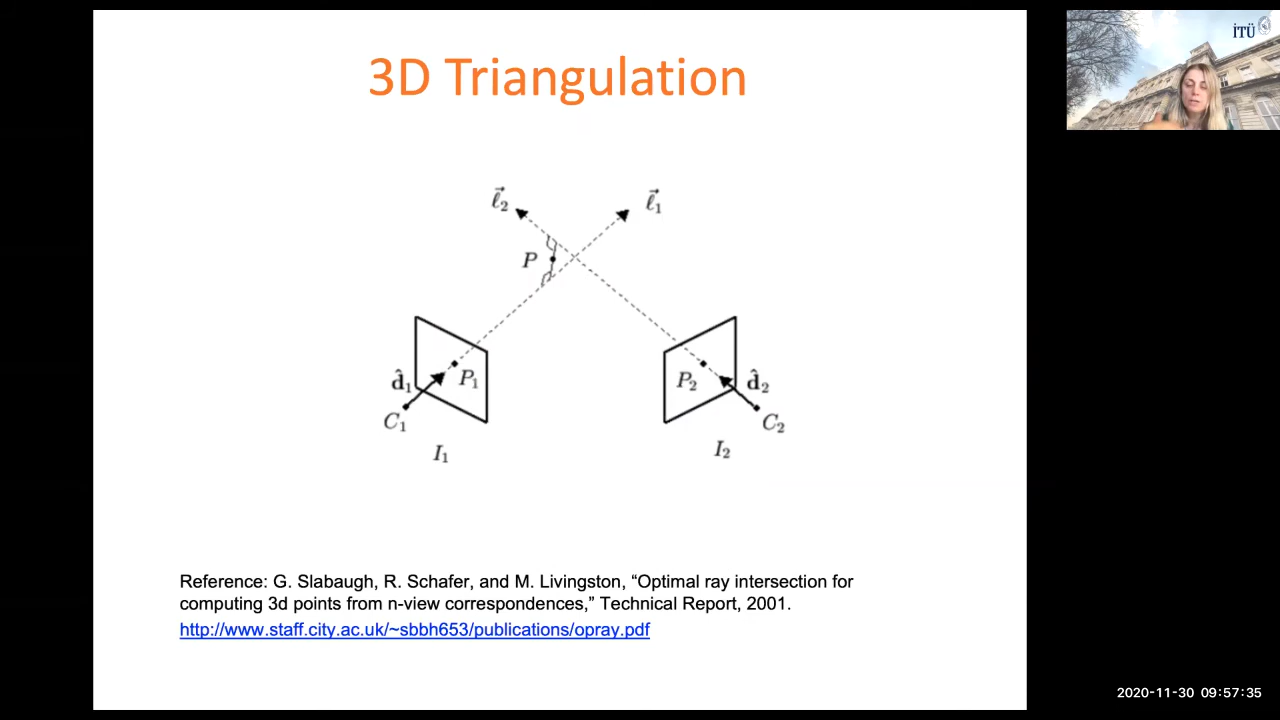 3D Triangulation
İTÜ
ℓ⃗₂
ℓ⃗₁
P
d̂₁
P₁
P₂
d̂₂
C₁
C₂
I₁
I₂
Reference: G. Slabaugh, R. Schafer, and M. Livingston, “Optimal ray intersection for
computing 3d points from n-view correspondences,” Technical Report, 2001.
http://www.staff.city.ac.uk/~sbbh653/publications/opray.pdf
2020-11-30 09:57:35